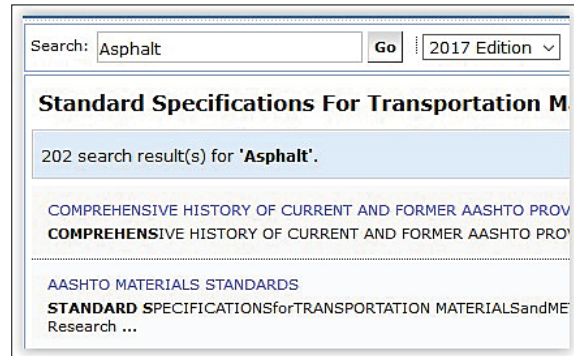 Search: Asphalt Go 2017 Edition
Standard Specifications For Transportation
202 search result(s) for 'Asphalt'.
COMPREHENSIVE HISTORY OF CURRENT AND FORMER AASHTO PROV
COMPREHENSIVE HISTORY OF CURRENT AND FORMER AASHTO PRO
AASHTO MATERIALS STANDARDS
STANDARD SPECIFICATIONSforTRANSPORTATION MATERIALSandME
Research ...